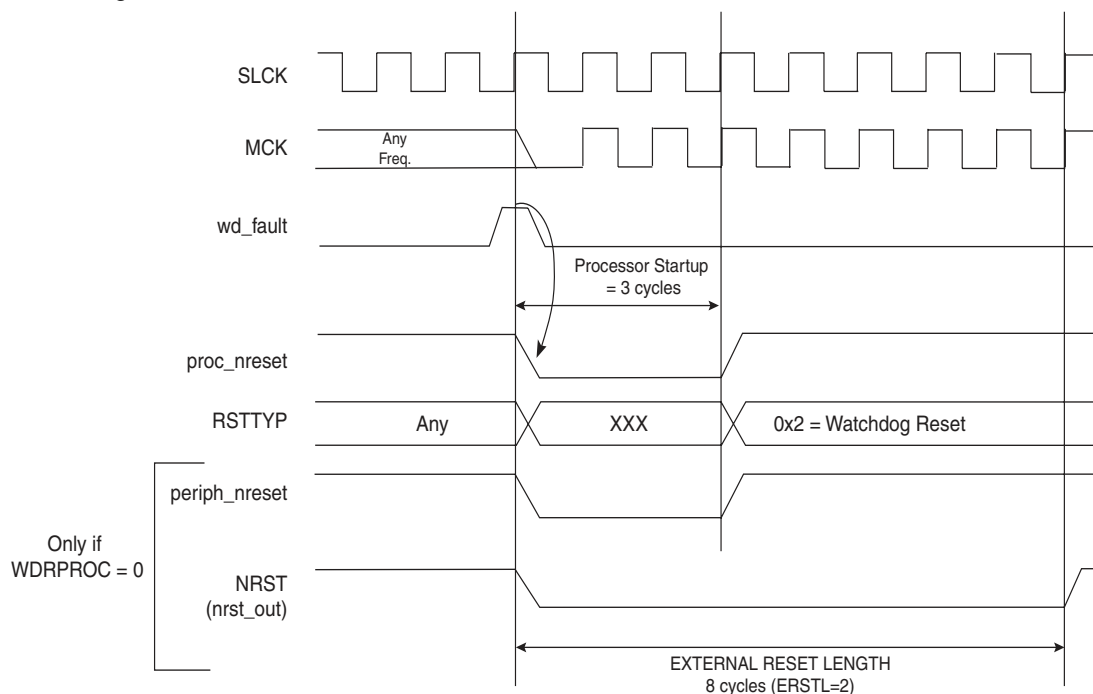 SLCK
MCK
Any
Freq.
wd_fault
Processor Startup
= 3 cycles
proc_nreset
RSTTYP
Any
XXX
0x2 = Watchdog Reset
periph_nreset
Only if
WDRPROC = 0
NRST
(nrst_out)
EXTERNAL RESET LENGTH
8 cycles (ERSTL=2)